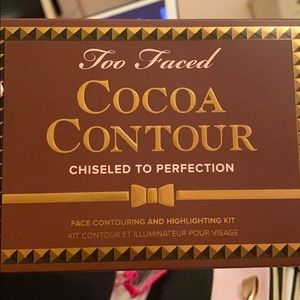 Too Faced
COCOA
CONTOUR
CHISELED TO PERFECTION
FACE CONTOURING AND HIGHLIGHTING KIT
KIT CONTOUR ET ILLUMINATEUR POUR VISAGE